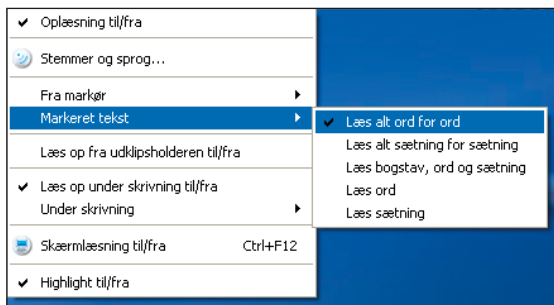 Oplæsning til/fra
Stemmer og sprog...
Fra markør
Markeret tekst
Læs op fra udklipsholderen til/fra
Læs op under skrivning til/fra
Under skrivning
Skærmlæsning til/fra Ctrl+F12
Highlight til/fra
Læs alt ord for ord
Læs alt sætning for sætning
Læs bogstav, ord og sætning
Læs ord
Læs sætning